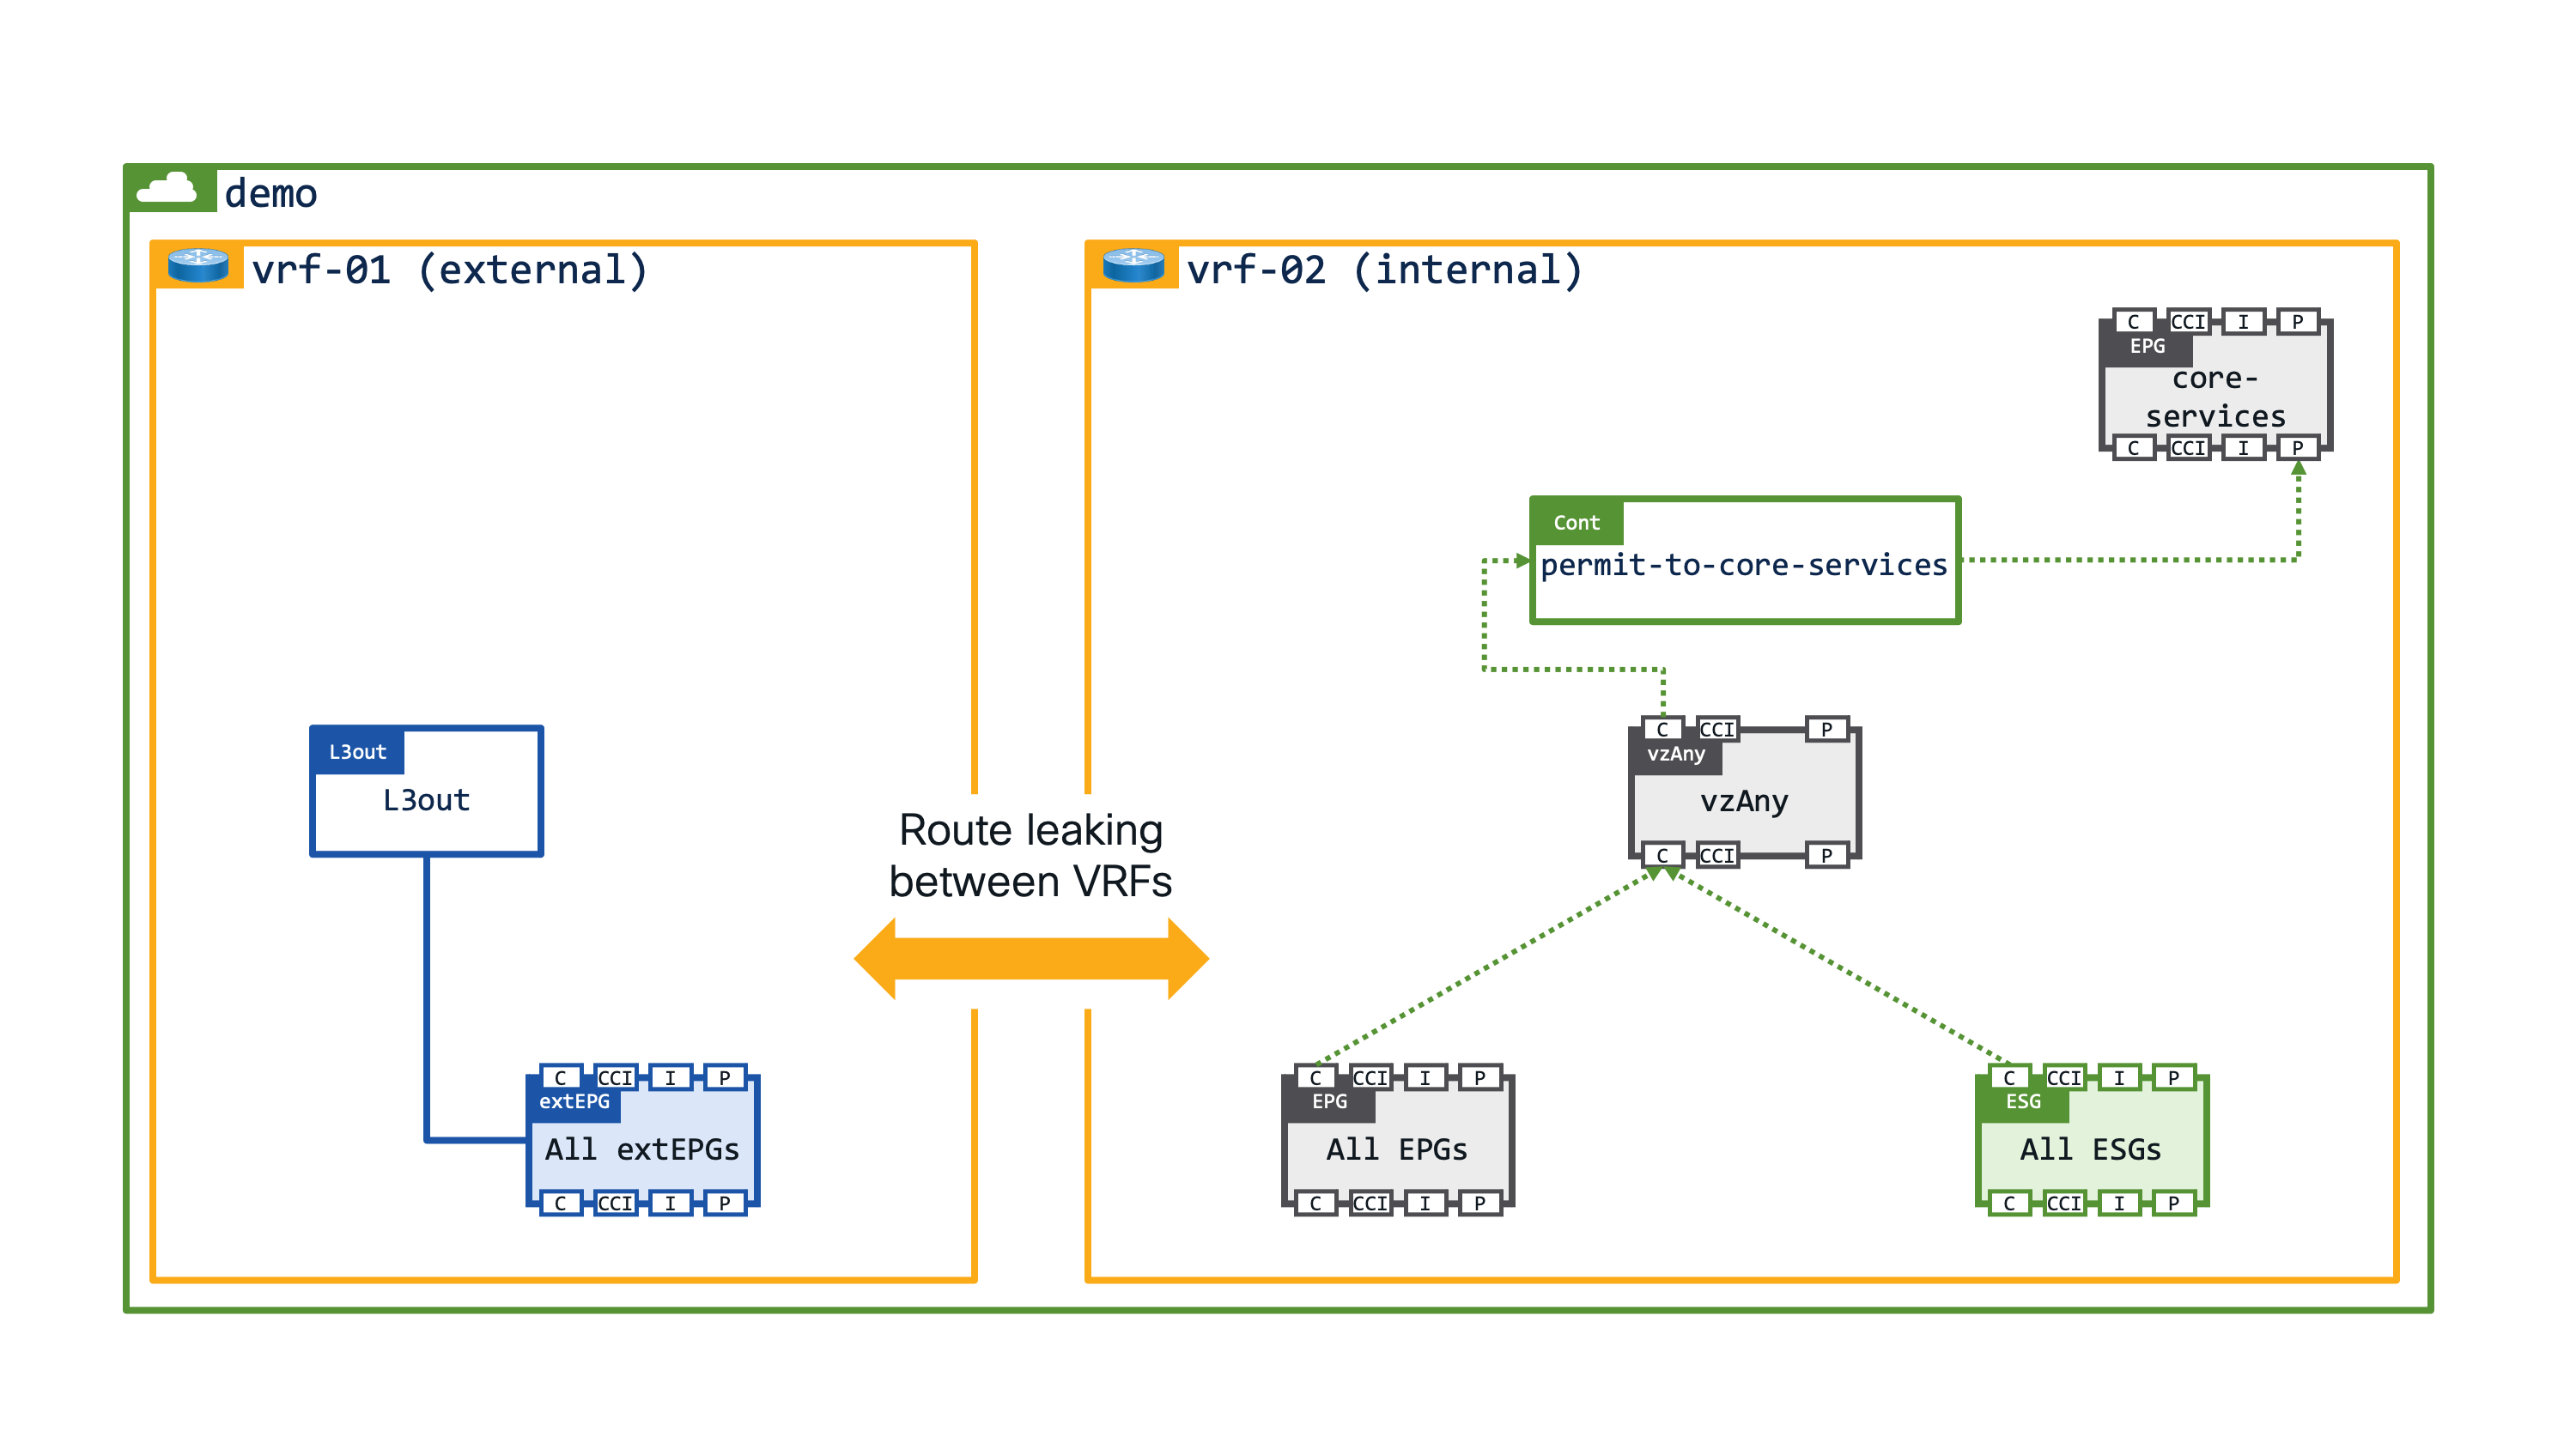 demo
vrf-01 (external)
vrf-02 (internal)
C CCI I P
EPG
core-
services
C CCI I P
Cont
permit-to-core-services
L3out
L3out
C CCI P
vzAny
vzAny
C CCI P
Route leaking
between VRFs
C CCI I P
extEPG
All extEPGs
C CCI I P
C CCI I P
EPG
All EPGs
C CCI I P
C CCI I P
ESG
All ESGs
C CCI I P